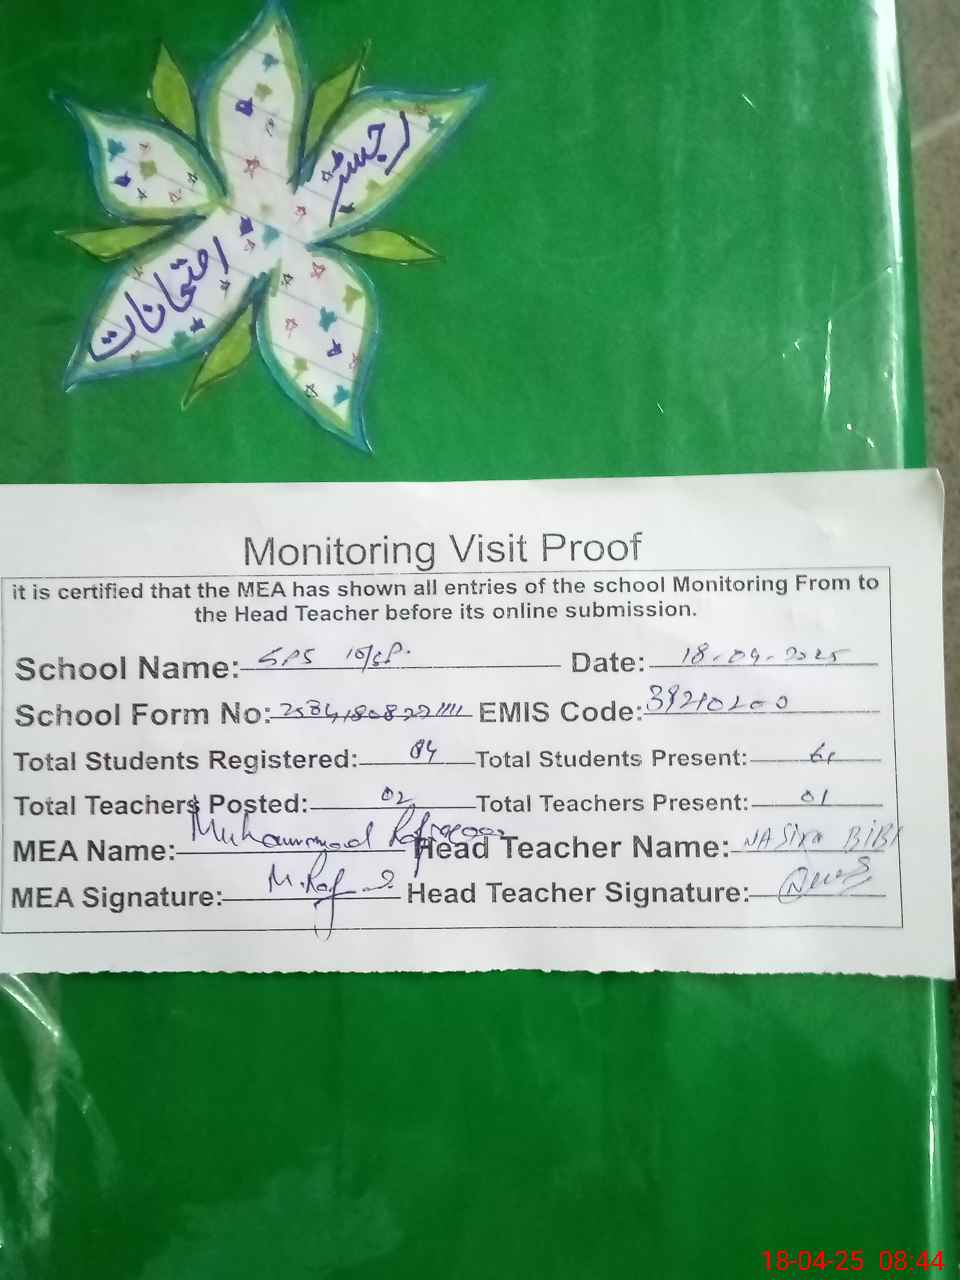 رجسٹر
امتحانات
Monitoring Visit Proof
it is certified that the MEA has shown all entries of the school Monitoring From to
the Head Teacher before its online submission.
School Name: SPS 10/SP. Date: 18-04-2025
School Form No: EMIS Code:
Total Students Registered: 84 Total Students Present:
Total Teachers Posted: 02 Total Teachers Present: 01
MEA Name: Muhammad Head Teacher Name: NASira BiBi
MEA Signature: M. Head Teacher Signature:
18-04-25 08:44